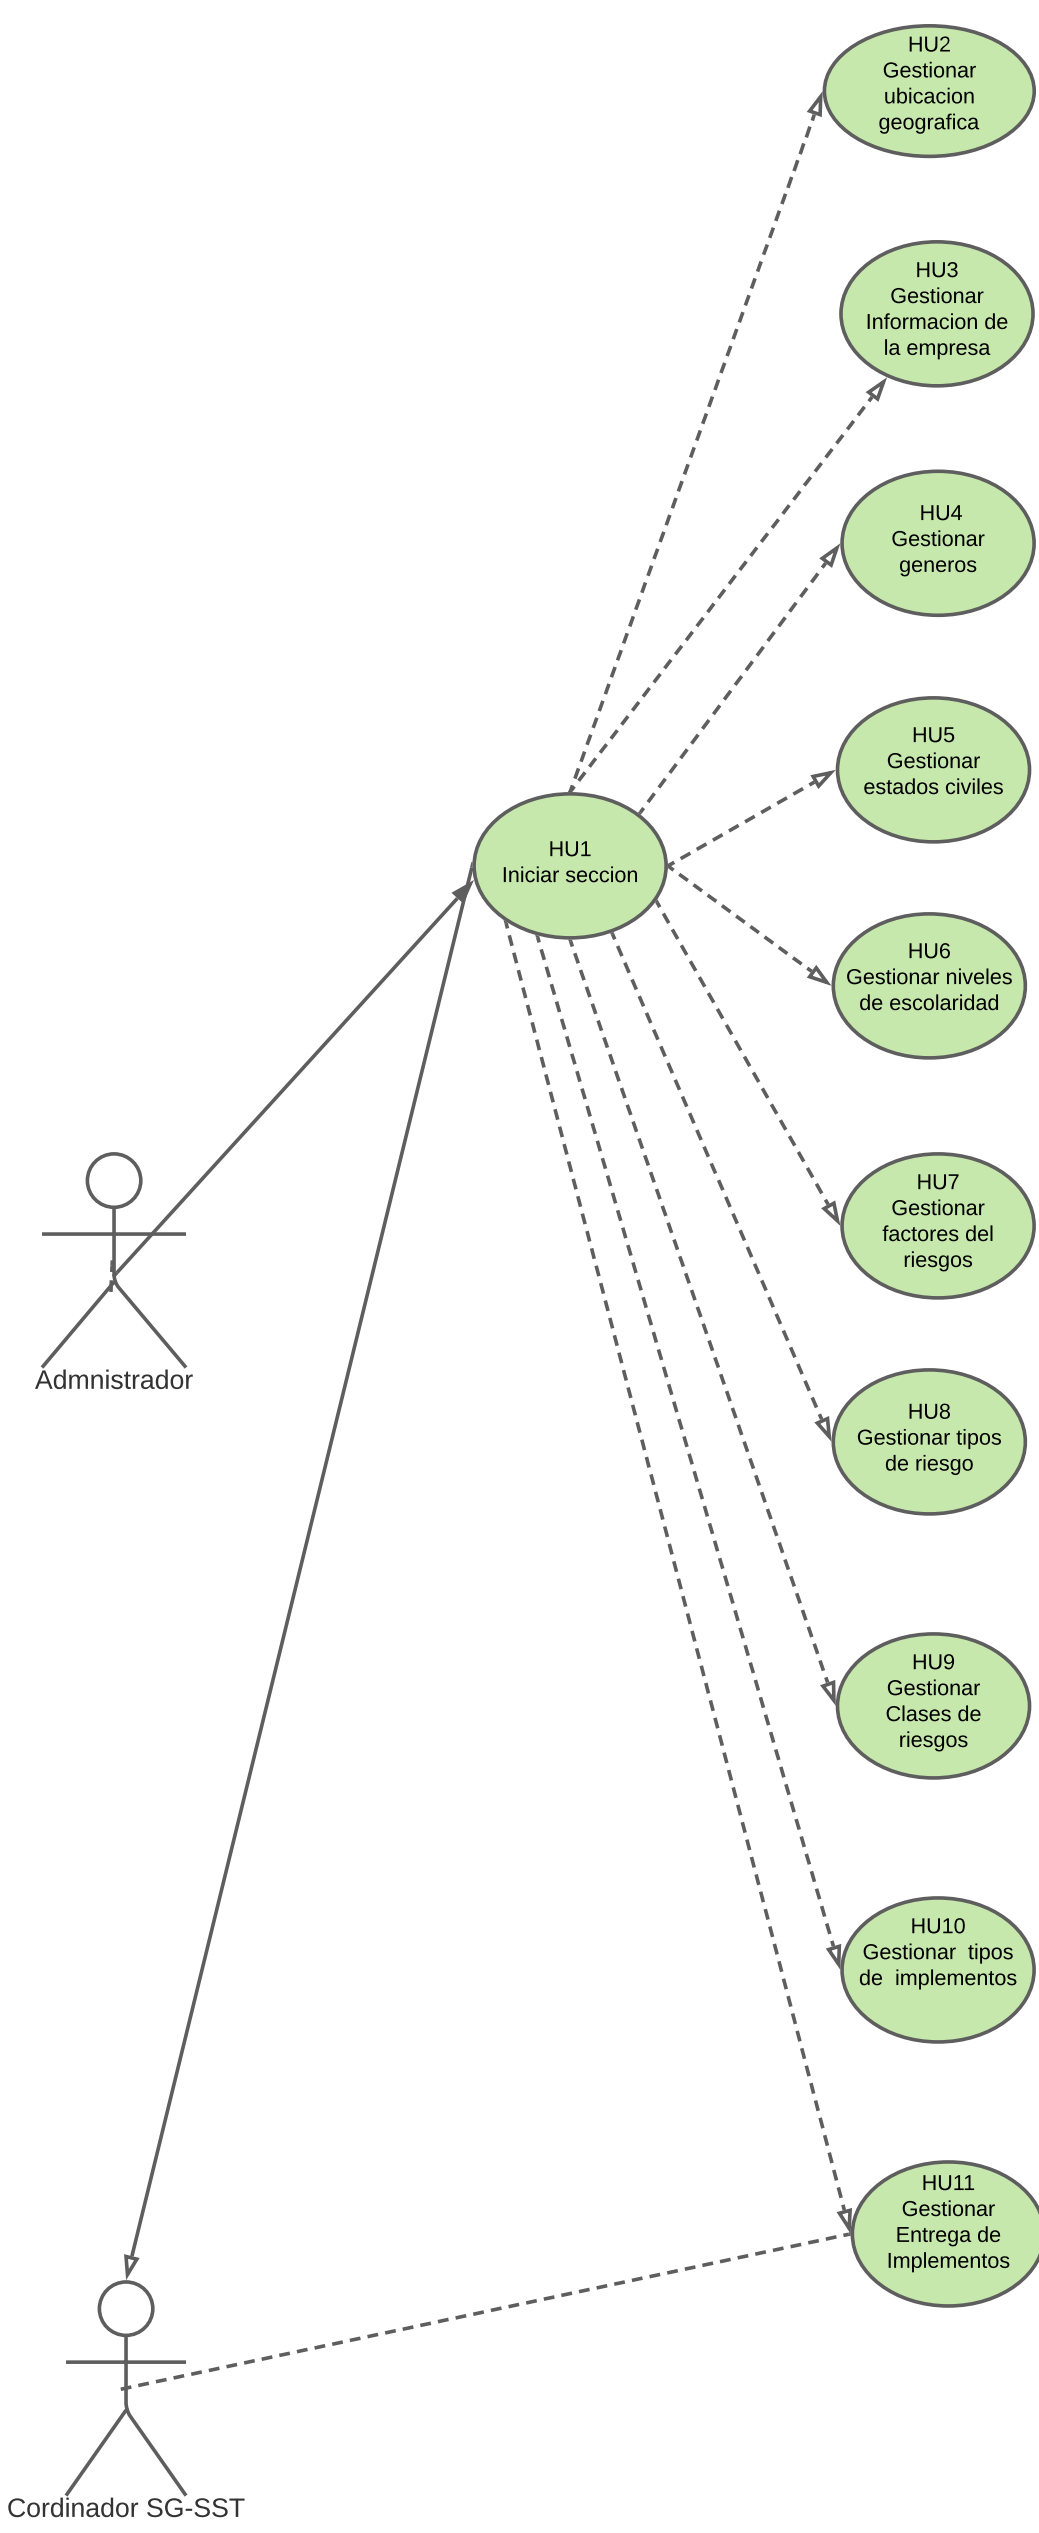 HU2
Gestionar
ubicacion
geografica
HU3
Gestionar
Informacion de
la empresa
HU4
Gestionar
generos
HU5
Gestionar
estados civiles
HU1
Iniciar seccion
HU6
Gestionar niveles
de escolaridad
HU7
Gestionar
factores del
riesgos
Admnistrador
HU8
Gestionar tipos
de riesgo
HU9
Gestionar
Clases de
riesgos
HU10
Gestionar  tipos
de  implementos
HU11
Gestionar
Entrega de
Implementos
Cordinador SG-SST